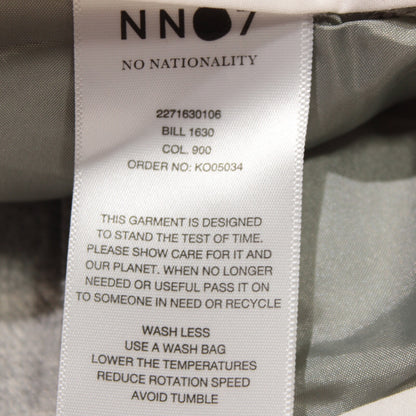 NN07
NO NATIONALITY
2271630106
BILL 1630
COL. 900
ORDER NO: KO05034
THIS GARMENT IS DESIGNED
TO STAND THE TEST OF TIME.
PLEASE SHOW CARE FOR IT AND
OUR PLANET. WHEN NO LONGER
NEEDED OR USEFUL PASS IT ON
TO SOMEONE IN NEED OR RECYCLE
WASH LESS
USE A WASH BAG
LOWER THE TEMPERATURES
REDUCE ROTATION SPEED
AVOID TUMBLE